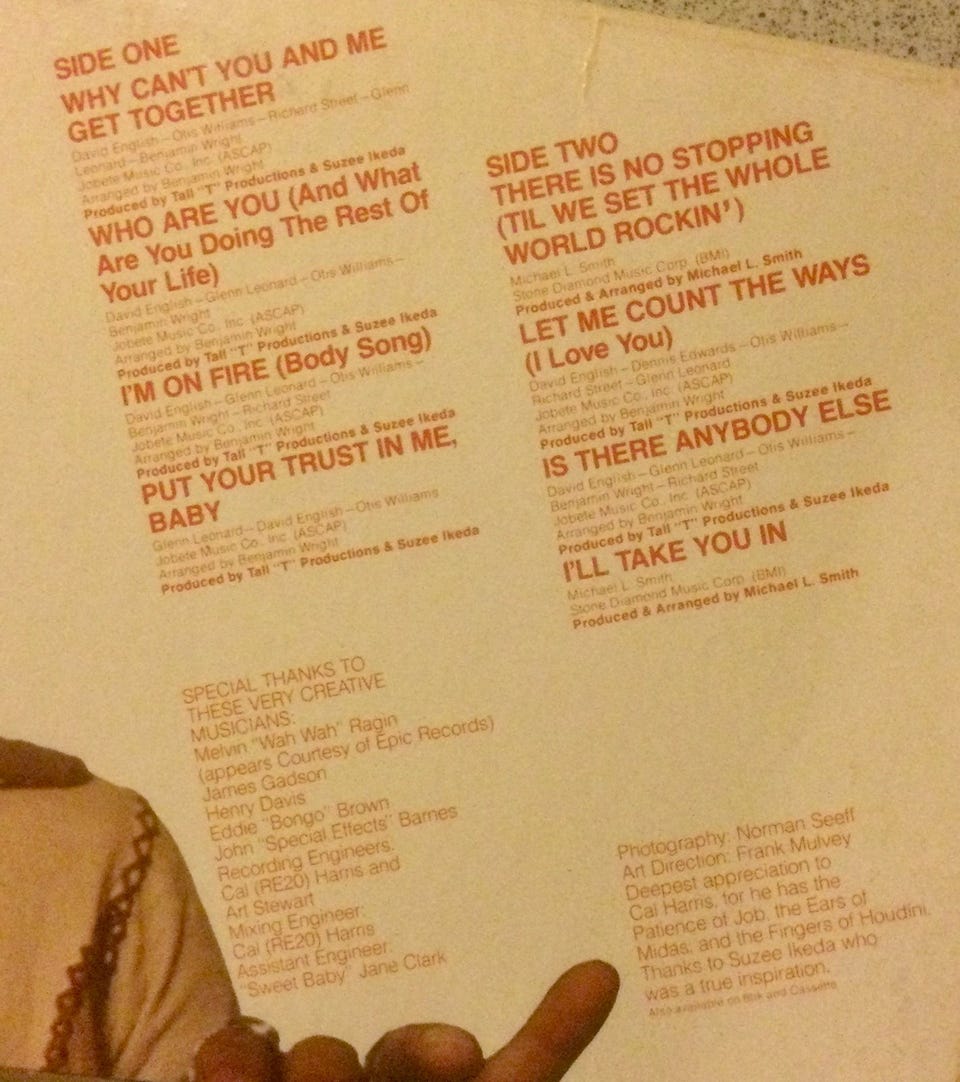 SIDE ONE
WHY CAN'T YOU AND ME
GET TOGETHER
David English – Otis Williams – Richard Street – Glenn
Leonard – Benjamin Wright
Jobete Music Co., Inc. (ASCAP)
Arranged by Benjamin Wright
Produced by Tall "T" Productions & Suzee Ikeda
WHO ARE YOU (And What
Are You Doing The Rest Of
Your Life)
David English – Glenn Leonard – Otis Williams –
Benjamin Wright
Jobete Music Co., Inc. (ASCAP)
Arranged by Benjamin Wright
Produced by Tall "T" Productions & Suzee Ikeda
I'M ON FIRE (Body Song)
David English – Glenn Leonard – Otis Williams –
Benjamin Wright – Richard Street
Jobete Music Co., Inc. (ASCAP)
Arranged by Benjamin Wright
Produced by Tall "T" Productions & Suzee Ikeda
PUT YOUR TRUST IN ME,
BABY
Glenn Leonard – David English – Otis Williams
Jobete Music Co., Inc. (ASCAP)
Arranged by Benjamin Wright
Produced by Tall "T" Productions & Suzee Ikeda
SIDE TWO
THERE IS NO STOPPING
(TIL WE SET THE WHOLE
WORLD ROCKIN')
Michael L. Smith
Stone Diamond Music Corp. (BMI)
Produced & Arranged by Michael L. Smith
LET ME COUNT THE WAYS
(I Love You)
David English – Dennis Edwards – Otis Williams –
Richard Street – Glenn Leonard
Jobete Music Co., Inc. (ASCAP)
Arranged by Benjamin Wright
Produced by Tall "T" Productions & Suzee Ikeda
IS THERE ANYBODY ELSE
David English – Glenn Leonard – Otis Williams –
Benjamin Wright – Richard Street
Jobete Music Co., Inc. (ASCAP)
Arranged by Benjamin Wright
Produced by Tall "T" Productions & Suzee Ikeda
I'LL TAKE YOU IN
Michael L. Smith
Stone Diamond Music Corp. (BMI)
Produced & Arranged by Michael L. Smith
SPECIAL THANKS TO
THESE VERY CREATIVE
MUSICIANS:
Melvin "Wah Wah" Ragin
(appears Courtesy of Epic Records)
James Gadson
Henry Davis
Eddie "Bongo" Brown
John "Special Effects" Barnes
Recording Engineers:
Cal (RE20) Harris and
Art Stewart
Mixing Engineer:
Cal (RE20) Harris
Assistant Engineer:
"Sweet Baby" Jane Clark
Photography: Norman Seeff
Art Direction: Frank Mulvey
Deepest appreciation to
Cal Harris, for he has the
Patience of Job, the Ears of
Midas, and the Fingers of Houdini.
Thanks to Suzee Ikeda who
was a true inspiration.
Also available on 8trk and Cassette